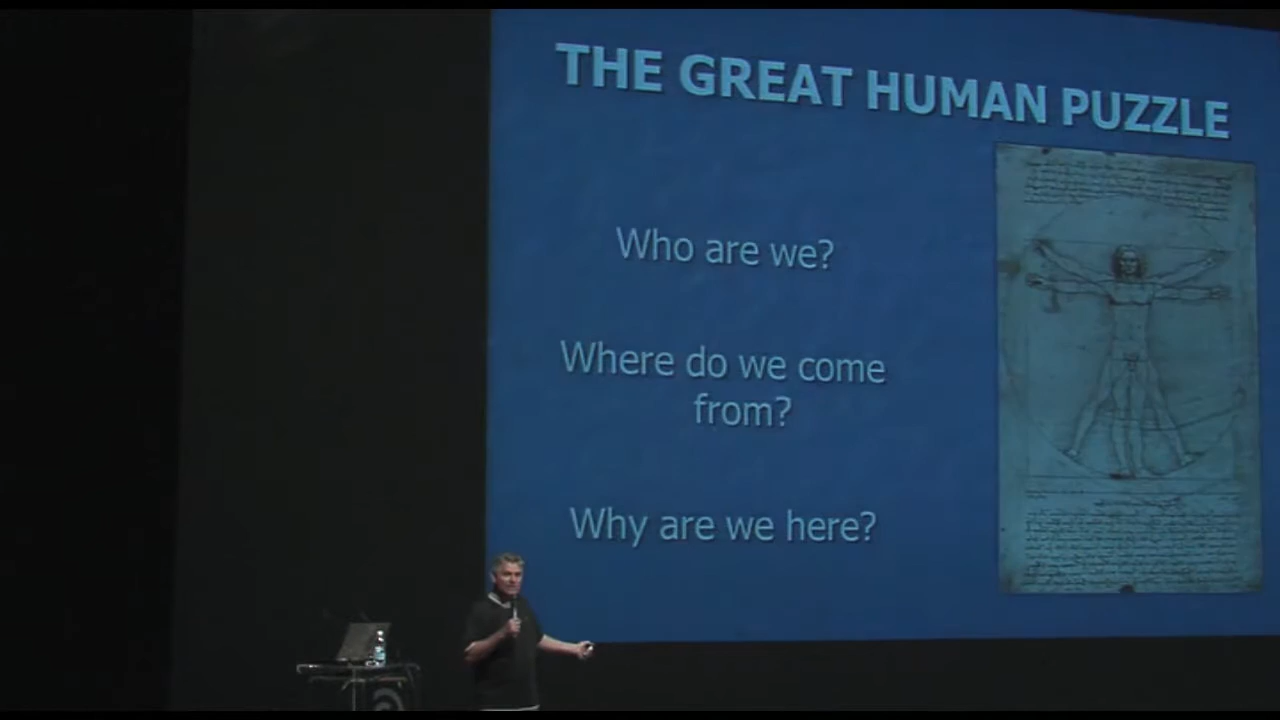 THE GREAT HUMAN PUZZLE
Who are we?
Where do we come
from?
Why are we here?